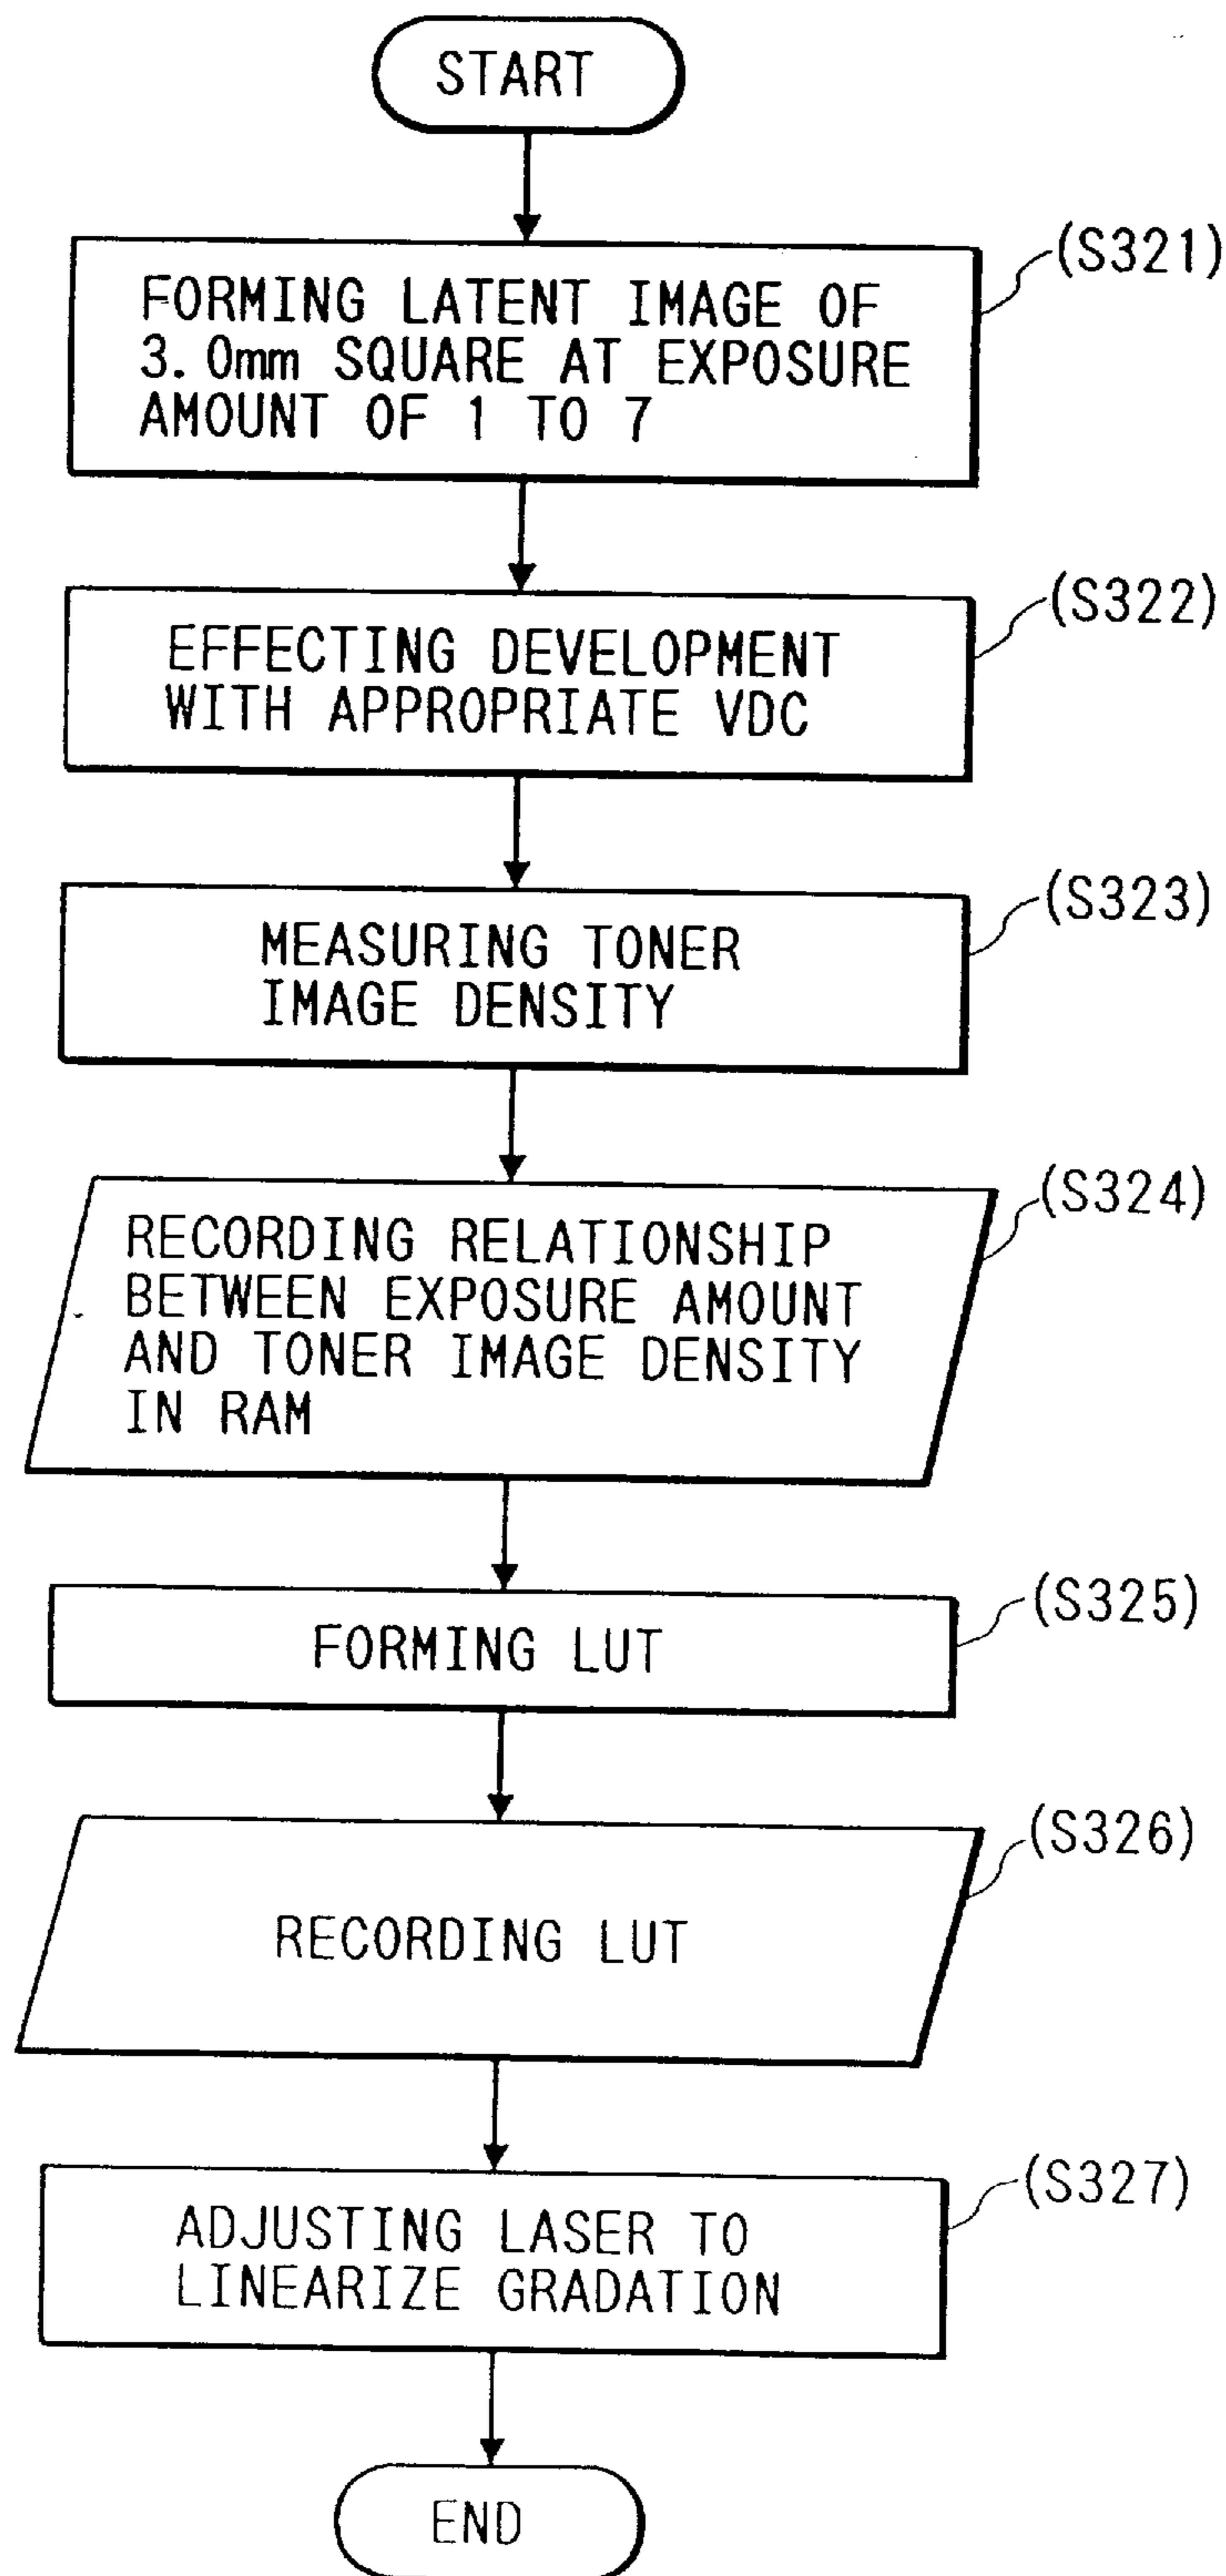 START
(S321)
FORMING LATENT IMAGE OF
3.0mm SQUARE AT EXPOSURE
AMOUNT OF 1 TO 7
(S322)
EFFECTING DEVELOPMENT
WITH APPROPRIATE VDC
(S323)
MEASURING TONER
IMAGE DENSITY
(S324)
RECORDING RELATIONSHIP
BETWEEN EXPOSURE AMOUNT
AND TONER IMAGE DENSITY
IN RAM
(S325)
FORMING LUT
(S326)
RECORDING LUT
(S327)
ADJUSTING LASER TO
LINEARIZE GRADATION
END